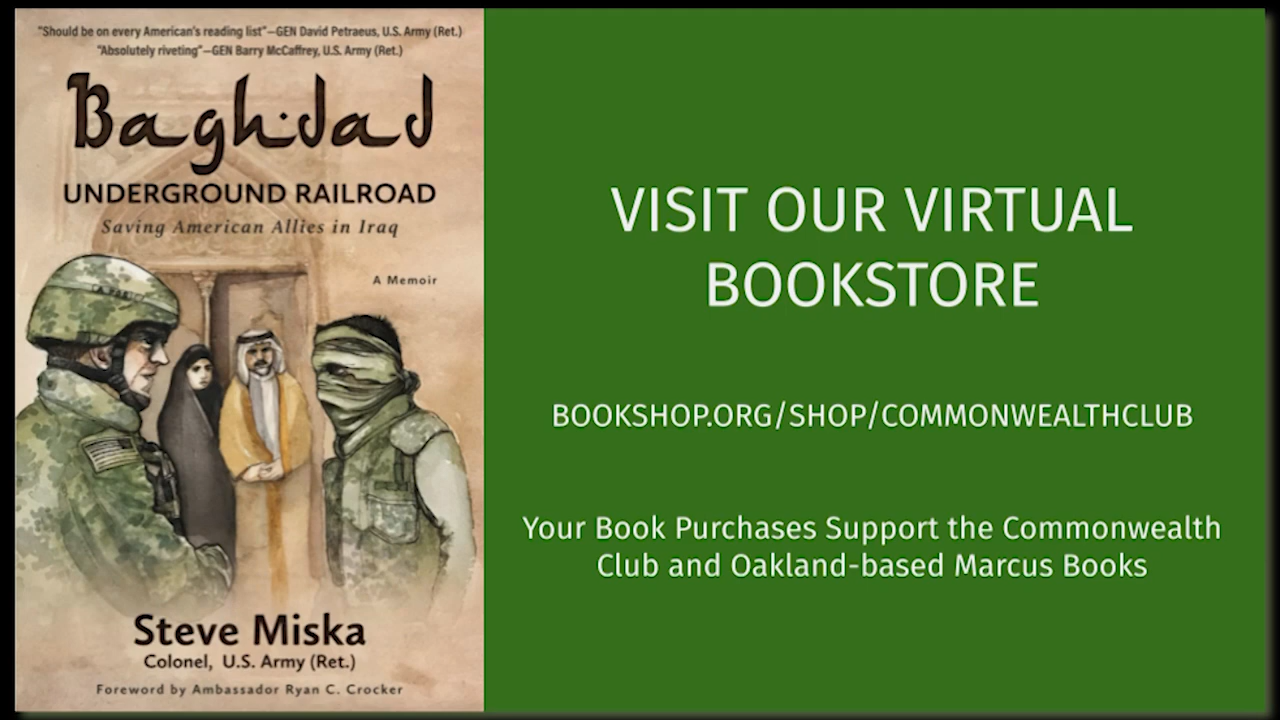 "Should be on every American's reading list"—GEN David Petraeus, U.S. Army (Ret.)
"Absolutely riveting"—GEN Barry McCaffrey, U.S. Army (Ret.)
Baghdad
UNDERGROUND RAILROAD
Saving American Allies in Iraq
A Memoir
Steve Miska
Colonel, U.S. Army (Ret.)
Foreword by Ambassador Ryan C. Crocker
VISIT OUR VIRTUAL
BOOKSTORE
BOOKSHOP.ORG/SHOP/COMMONWEALTHCLUB
Your Book Purchases Support the Commonwealth
Club and Oakland-based Marcus Books